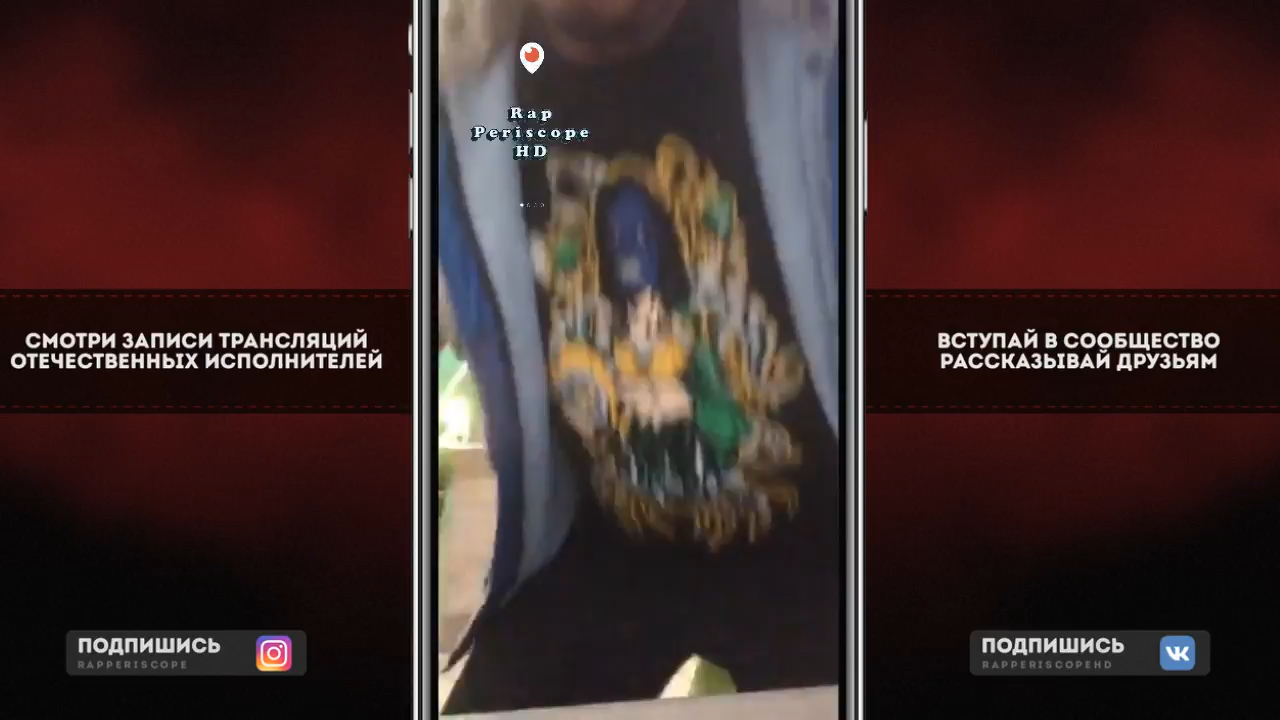 Rap
Periscope
HD
СМОТРИ ЗАПИСИ ТРАНСЛЯЦИЙ
ОТЕЧЕСТВЕННЫХ ИСПОЛНИТЕЛЕЙ
ВСТУПАЙ В СООБЩЕСТВО
РАССКАЗЫВАЙ ДРУЗЬЯМ
ПОДПИШИСЬ
RAPPERISCOPE
ПОДПИШИСЬ
RAPPERISCOPEHD